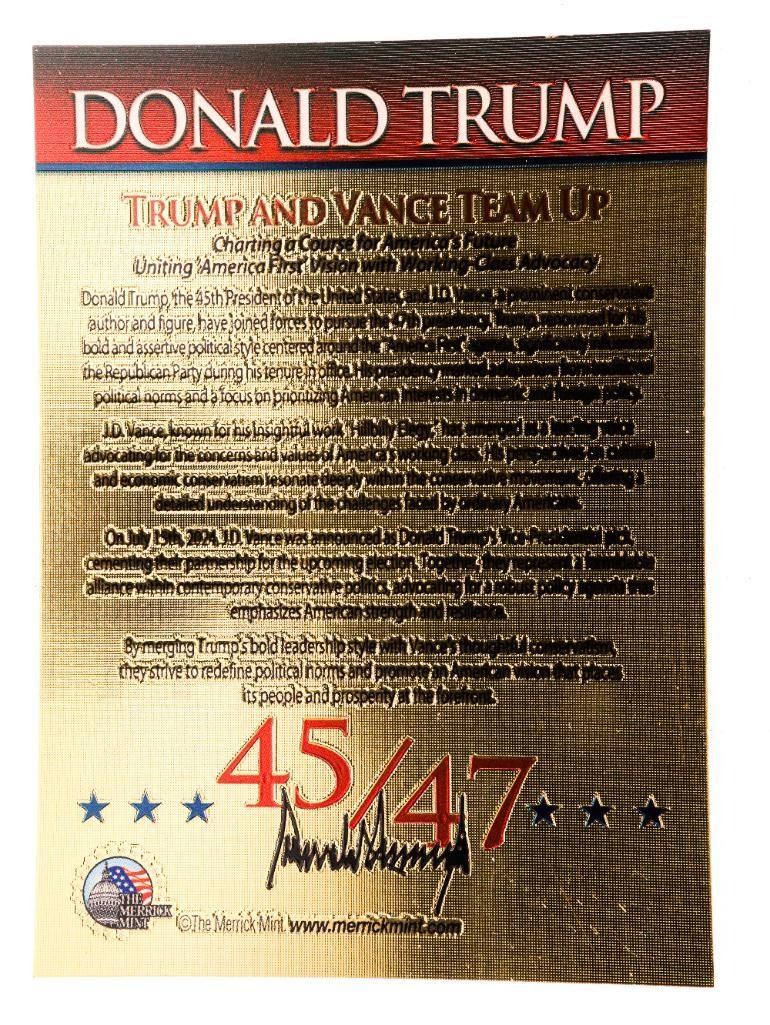 DONALD TRUMP
TRUMP AND VANCE TEAM UP
Charting a Course for America's Future
Uniting 'America First' Vision with Working-Class Advocacy
Donald Trump, the 45th President of the United States, and J.D. Vance, a prominent conservative
author and figure, have joined forces to pursue the 47th presidency. Trump, renowned for his
bold and assertive political style centered around the "America First" agenda, significantly influenced
the Republican Party during his tenure in office. His presidency marked a departure from traditional
political norms and a focus on prioritizing American interests in domestic and foreign policy.
J.D. Vance, known for his insightful work "Hillbilly Elegy," has emerged as a leading voice
advocating for the concerns and values of America's working class. His perspectives on cultural
and economic conservatism resonate deeply within the conservative movement, offering a
detailed understanding of the challenges faced by ordinary Americans.
On July 15th, 2024, J.D. Vance was announced as Donald Trump's Vice-Presidential pick,
cementing their partnership for the upcoming election. Together, they represent a formidable
alliance within contemporary conservative politics, advocating for a robust policy agenda that
emphasizes American strength and resilience.
By merging Trump's bold leadership style with Vance's thoughtful conservatism,
they strive to redefine political norms and promote an American vision that places
its people and prosperity at the forefront.
45/47
THE
MERRICK
MINT
©The Merrick Mint. www.merrickmint.com